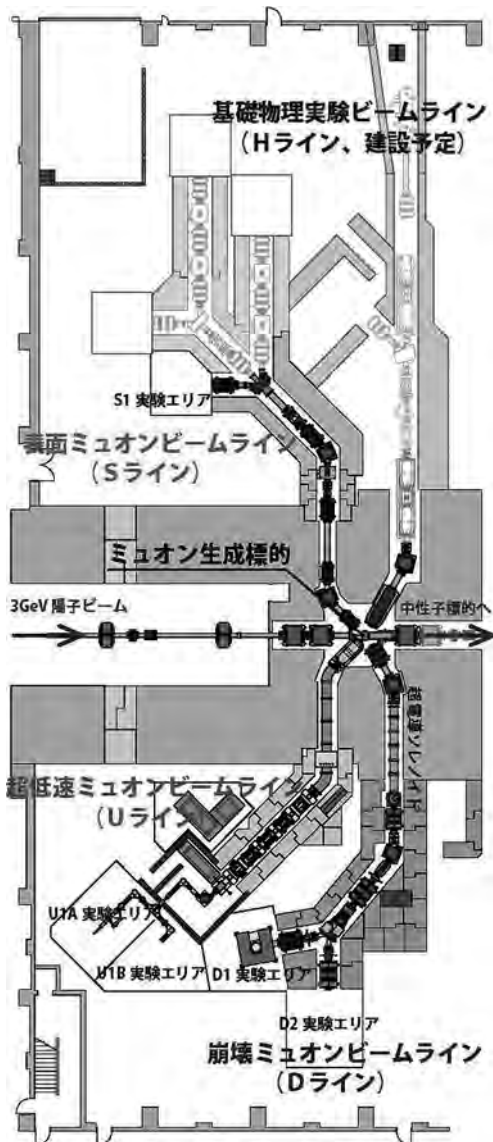 基礎物理実験ビームライン
（Hライン、建設予定）
S1 実験エリア
表面ミュオンビームライン
（Sライン）
ミュオン生成標的
3GeV 陽子ビーム
中性子標的へ
超電導ソレノイド
超低速ミュオンビームライン
（Uライン）
U1A 実験エリア
U1B 実験エリア
D1 実験エリア
D2 実験エリア
崩壊ミュオンビームライン
（Dライン）